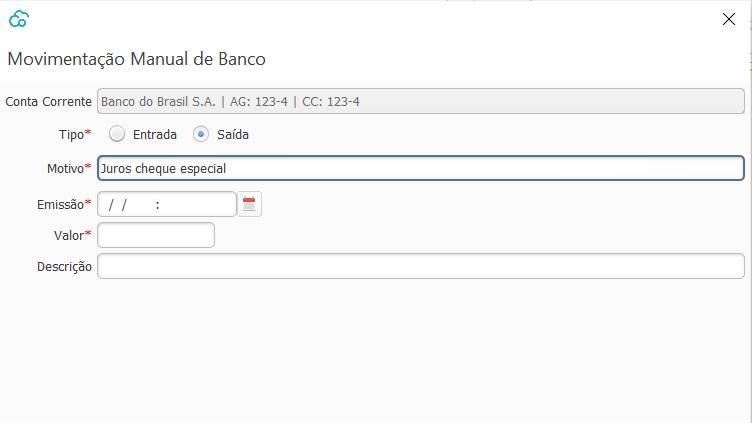 Movimentação Manual de Banco
Conta Corrente Banco do Brasil S.A. | AG: 123-4 | CC: 123-4
Tipo* Entrada Saída
Motivo* Juros cheque especial
Emissão* / / :
Valor*
Descrição